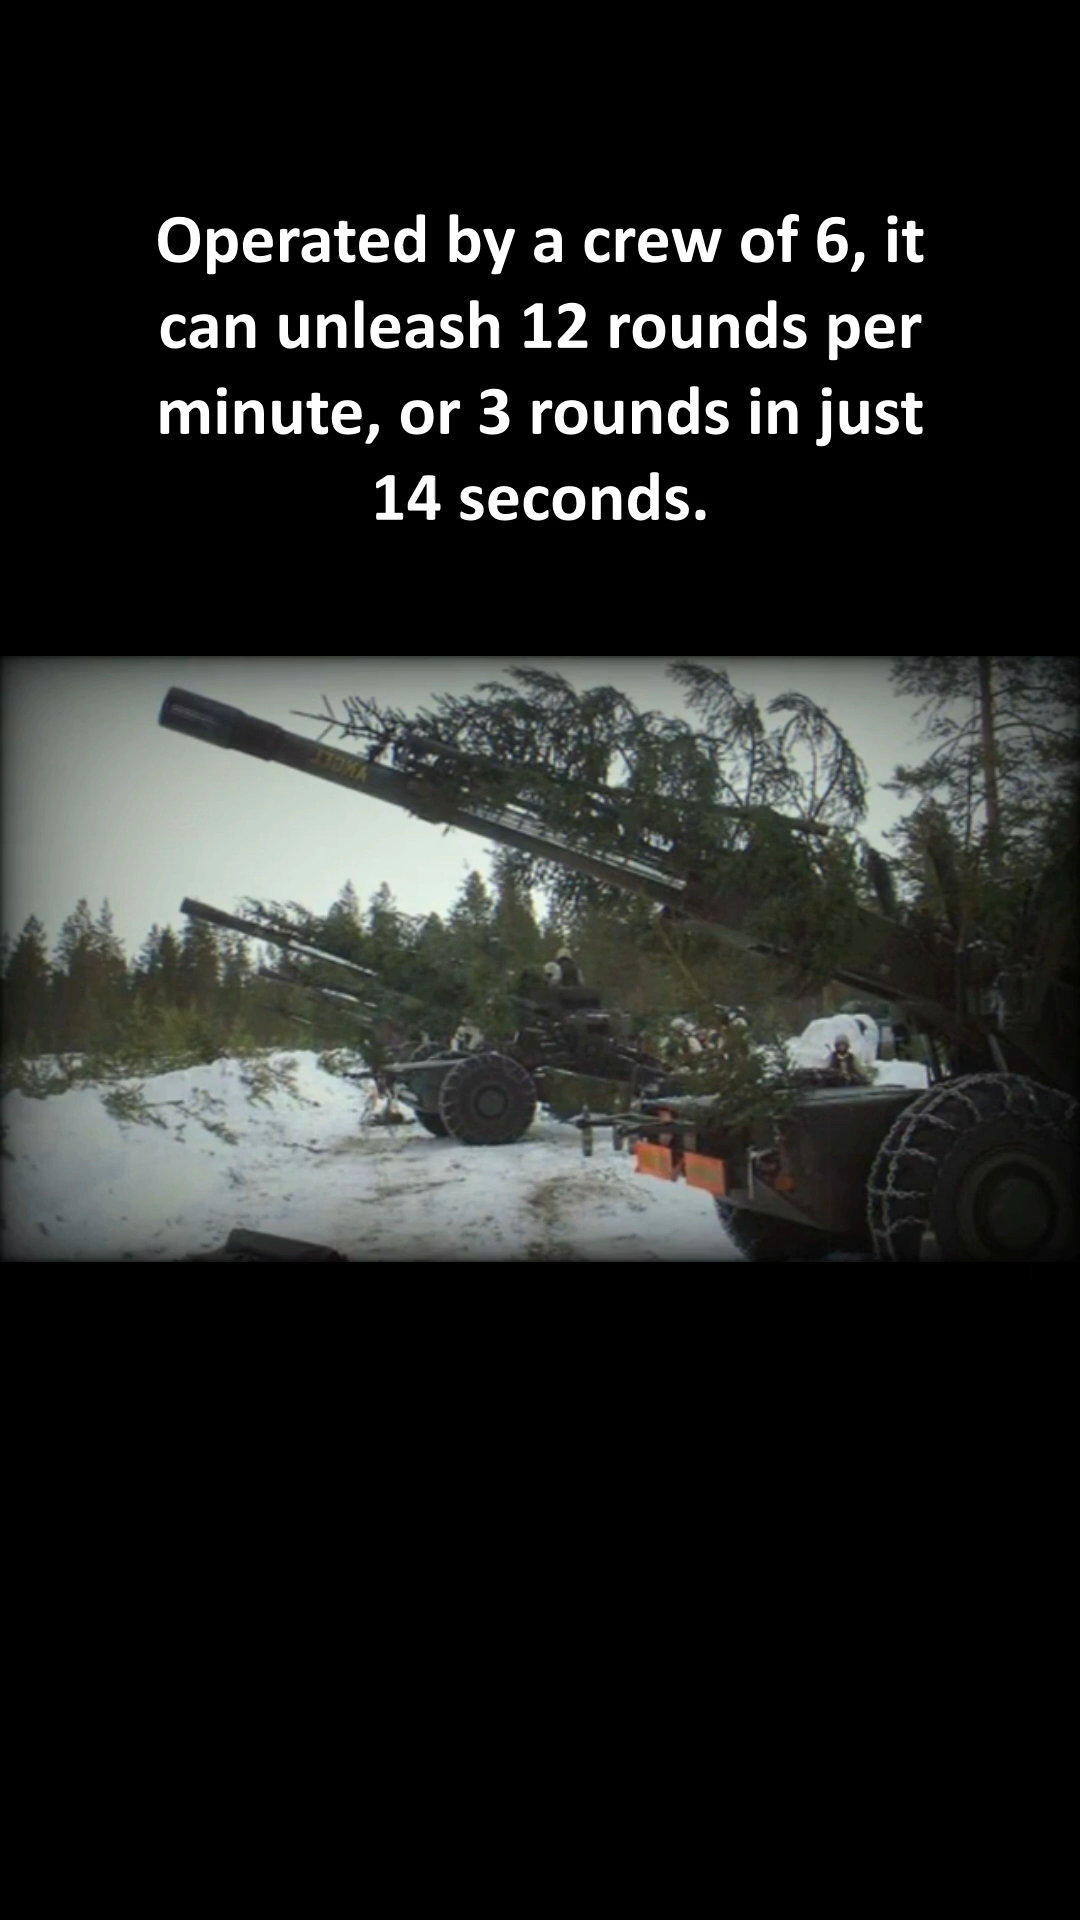 Operated by a crew of 6, it
can unleash 12 rounds per
minute, or 3 rounds in just
14 seconds.